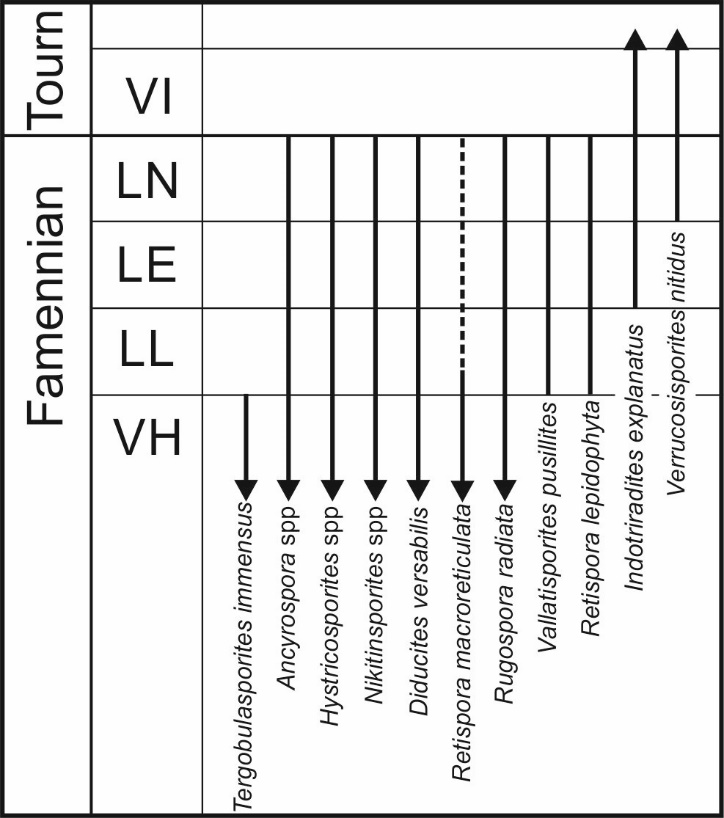 Tourn
VI
Famennian
LN
LE
LL
VH
Tergobulasporites immensus
Ancyrospora spp
Hystricosporites spp
Nikitinsporites spp
Diducites versabilis
Retispora macroreticulata
Rugospora radiata
Vallatisporites pusillites
Retispora lepidophyta
Indotriradites explanatus
Verrucosisporites nitidus